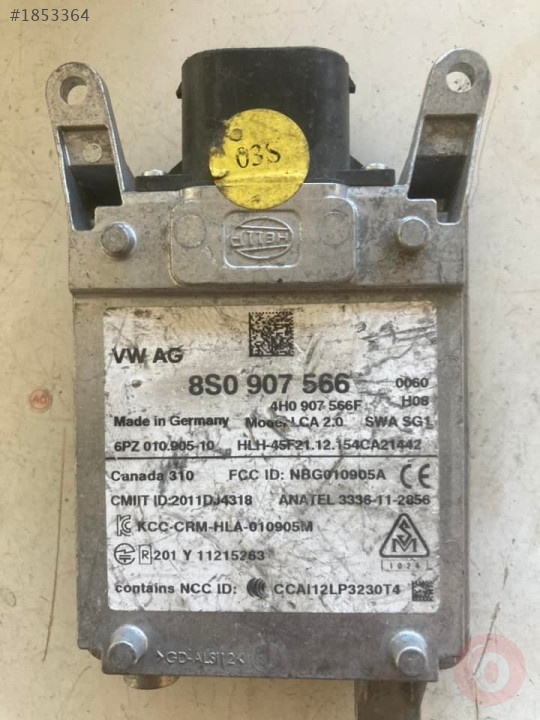 #1853364
03S
HELLA
VW AG
8S0 907 566 0060
4H0 907 566F H08
Made in Germany Model LCA 2.0 SWA SG1
6PZ 010.905-10 HLH-45F21.12.154CA21442
Canada 310 FCC ID: NBG010905A CE
CMIIT ID:2011DJ4318 ANATEL 3336-11-2856
KCC-CRM-HLA-010905M
R 201 Y 11215263
1024
contains NCC ID: CCAI12LP3230T4
>GD-ALSI12<